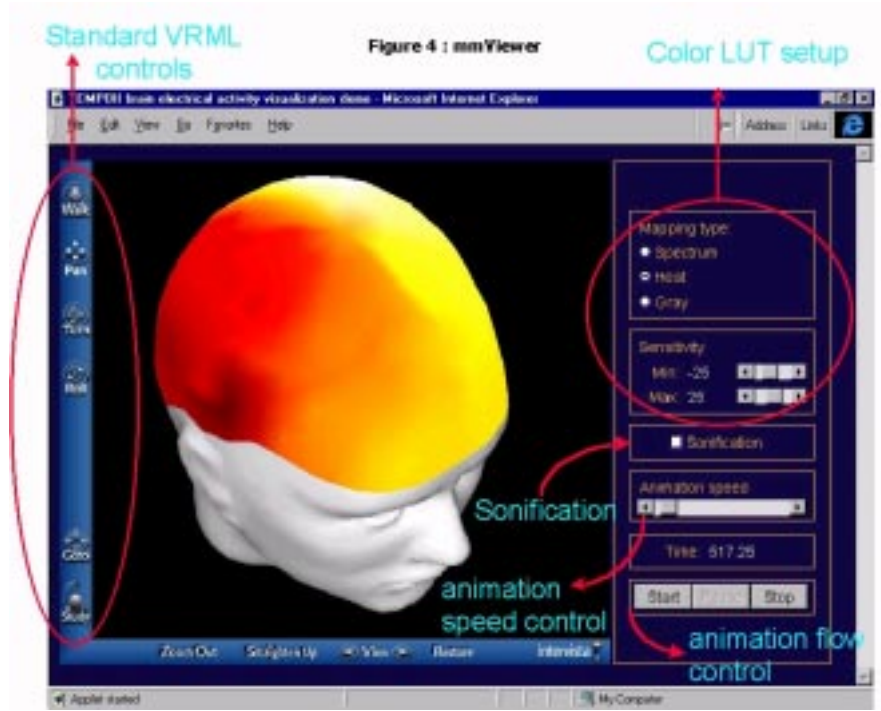 Standard VRML
controls
Figure 4 : mmViewer
Color LUT setup
TEMPEST brain electrical activity visualization demo - Microsoft Internet Explorer
File Edit View Go Favorites Help
Address Links
Walk
Pan
Turn
Roll
Goto
Mapping type:
Spectrum
Heat
Gray
Sensitivity
Min: -25
Max: 25
Sonification
Sonification
Animation speed
Time: 517.25
Start Stop
animation
speed control
animation flow
control
Zoom Out Straighten Up View Restore intervista
Applet started
My Computer